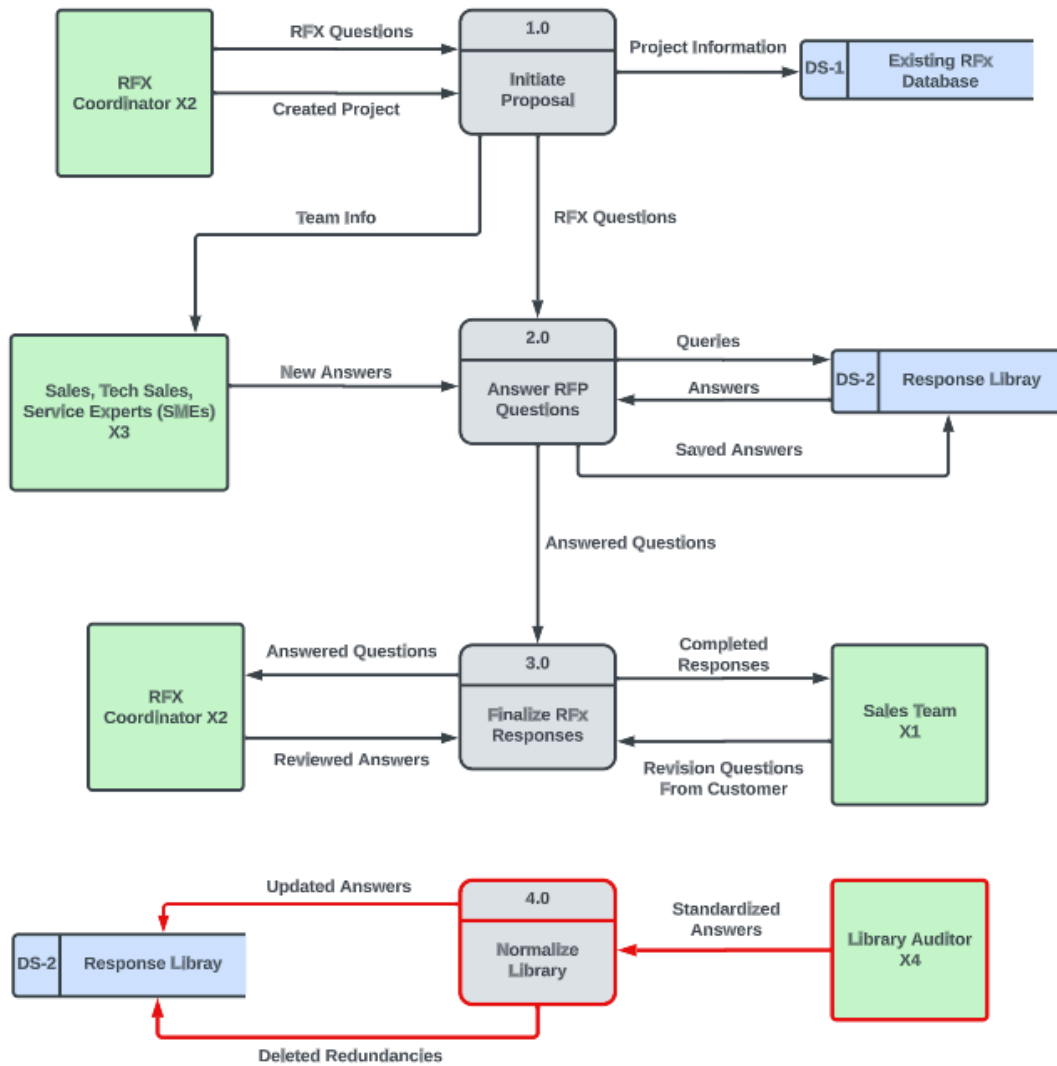 RFX Questions
1.0
Project Information
RFX
Coordinator X2
Created Project
Initiate
Proposal
DS-1
Existing RFx
Database
Team Info
RFX Questions
2.0
Queries
Sales, Tech Sales,
Service Experts (SMEs)
X3
New Answers
Answer RFP
Questions
Answers
DS-2
Response Libray
Saved Answers
Answered Questions
Answered Questions
3.0
Completed
Responses
RFX
Coordinator X2
Finalize RFx
Responses
Sales Team
X1
Reviewed Answers
Revision Questions
From Customer
Updated Answers
4.0
Standardized
Answers
DS-2
Response Libray
Normalize
Library
Library Auditor
X4
Deleted Redundancies